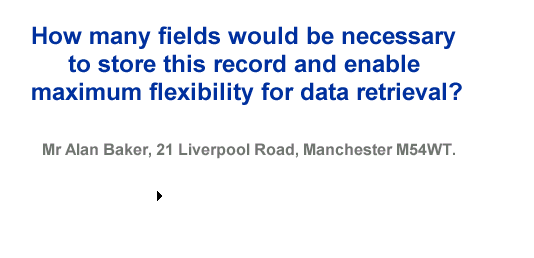 How many fields would be necessary
to store this record and enable
maximum flexibility for data retrieval?
Mr Alan Baker, 21 Liverpool Road, Manchester M54WT.